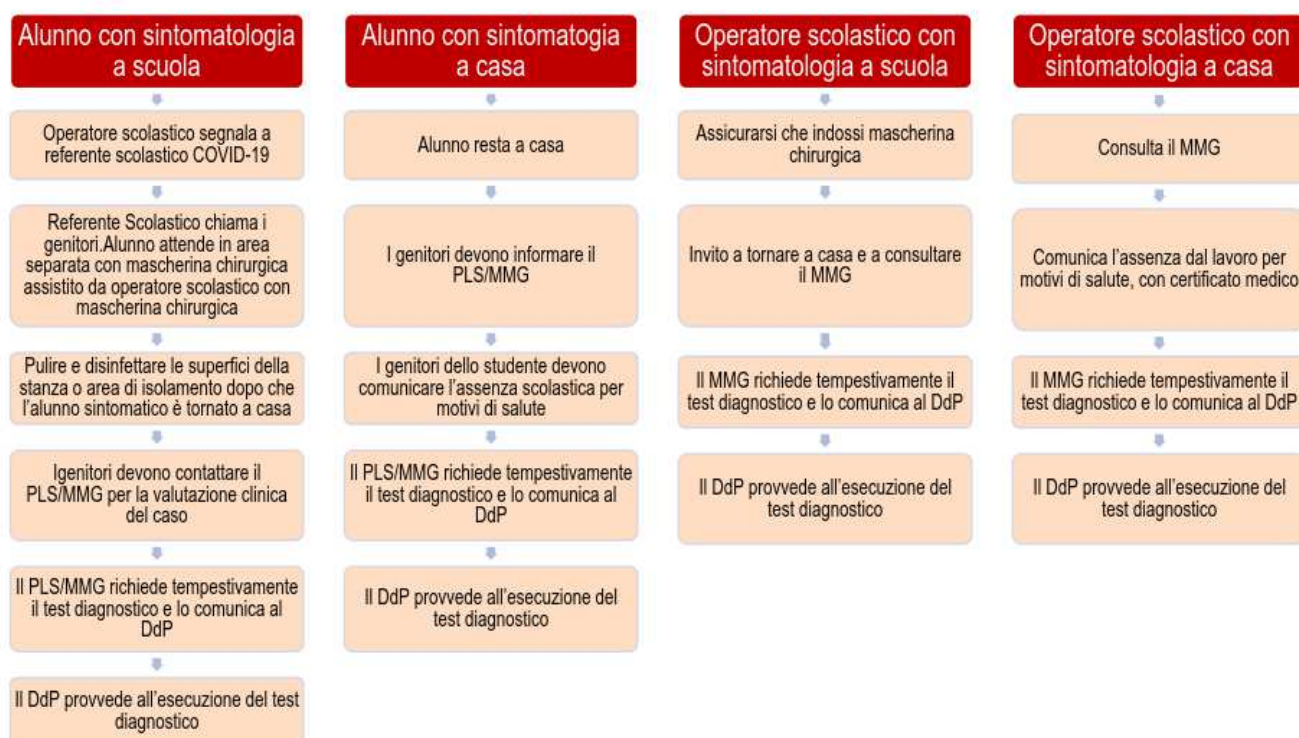 Alunno con sintomatologia
a scuola
Operatore scolastico segnala a
referente scolastico COVID-19
Referente Scolastico chiama i
genitori.Alunno attende in area
separata con mascherina chirurgica
assistito da operatore scolastico con
mascherina chirurgica
Pulire e disinfettare le superfici della
stanza o area di isolamento dopo che
l'alunno sintomatico è tornato a casa
Igenitori devono contattare il
PLS/MMG per la valutazione clinica
del caso
Il PLS/MMG richiede tempestivamente
il test diagnostico e lo comunica al
DdP
Il DdP provvede all'esecuzione del test
diagnostico
Alunno con sintomatogia
a casa
Alunno resta a casa
I genitori devono informare il
PLS/MMG
I genitori dello studente devono
comunicare l'assenza scolastica per
motivi di salute
Il PLS/MMG richiede tempestivamente
il test diagnostico e lo comunica al
DdP
Il DdP provvede all'esecuzione del
test diagnostico
Operatore scolastico con
sintomatologia a scuola
Assicurarsi che indossi mascherina
chirurgica
Invito a tornare a casa e a consultare
il MMG
Il MMG richiede tempestivamente il
test diagnostico e lo comunica al DdP
Il DdP provvede all'esecuzione del
test diagnostico
Operatore scolastico con
sintomatologia a casa
Consulta il MMG
Comunica l'assenza dal lavoro per
motivi di salute, con certificato medico
Il MMG richiede tempestivamente il
test diagnostico e lo comunica al DdP
Il DdP provvede all'esecuzione del
test diagnostico